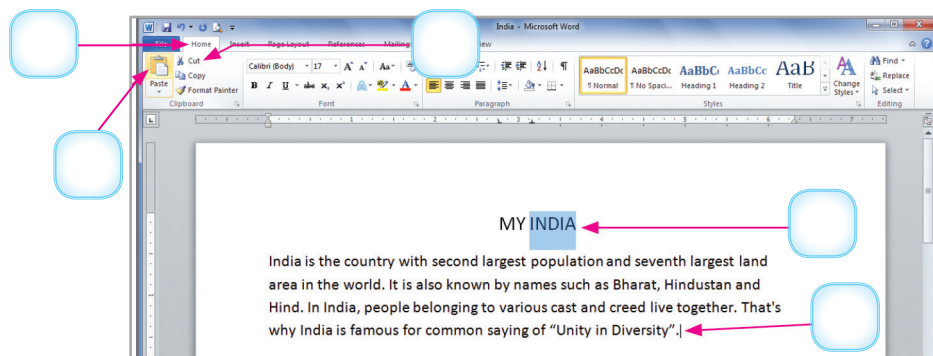 India - Microsoft Word
File Home Insert Page Layout References Mailing
Cut
Copy
Format Painter
Paste
Calibri (Body) 17
AaBbCcDc AaBbCcDc AaBbC AaBbCc AaB
¶ Normal ¶ No Spaci... Heading 1 Heading 2 Title
Change Styles
Find
Replace
Select
Clipboard Font Paragraph Styles Editing
MY INDIA
India is the country with second largest population and seventh largest land
area in the world. It is also known by names such as Bharat, Hindustan and
Hind. In India, people belonging to various cast and creed live together. That's
why India is famous for common saying of “Unity in Diversity”.